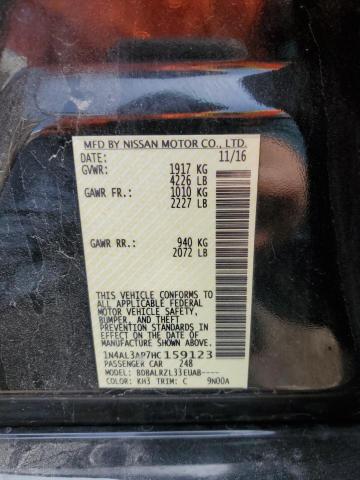 MFD BY NISSAN MOTOR CO., LTD.
DATE: 11/16
GVWR: 1917 KG
4226 LB
GAWR FR: 1010 KG
2227 LB
GAWR RR: 940 KG
2072 LB
THIS VEHICLE CONFORMS TO
ALL APPLICABLE FEDERAL
MOTOR VEHICLE SAFETY,
BUMPER, AND THEFT
PREVENTION STANDARDS IN
EFFECT ON THE DATE OF
MANUFACTURE SHOWN ABOVE.
1N4AL3AP7HC159123
PASSENGER CAR 248
MODEL: BDBALRZL33EUAB----
COLOR: KH3 TRIM: C 9N00A